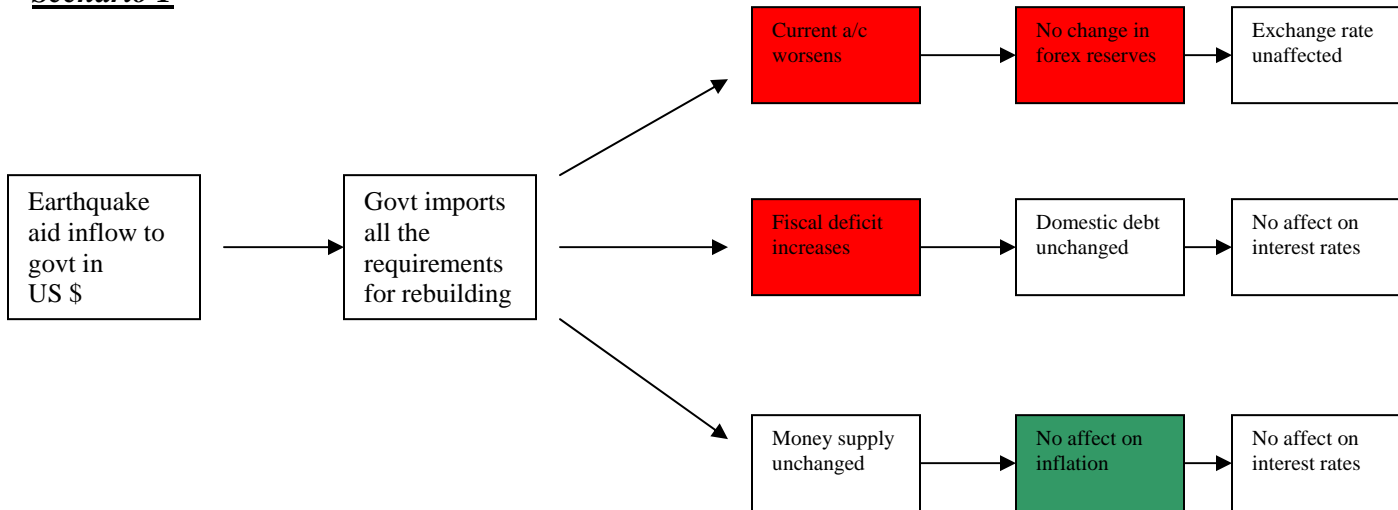 Scenario 1
Current a/c
worsens
No change in
forex reserves
Exchange rate
unaffected
Earthquake
aid inflow to
govt in
US $
Govt imports
all the
requirements
for rebuilding
Fiscal deficit
increases
Domestic debt
unchanged
No affect on
interest rates
Money supply
unchanged
No affect on
inflation
No affect on
interest rates